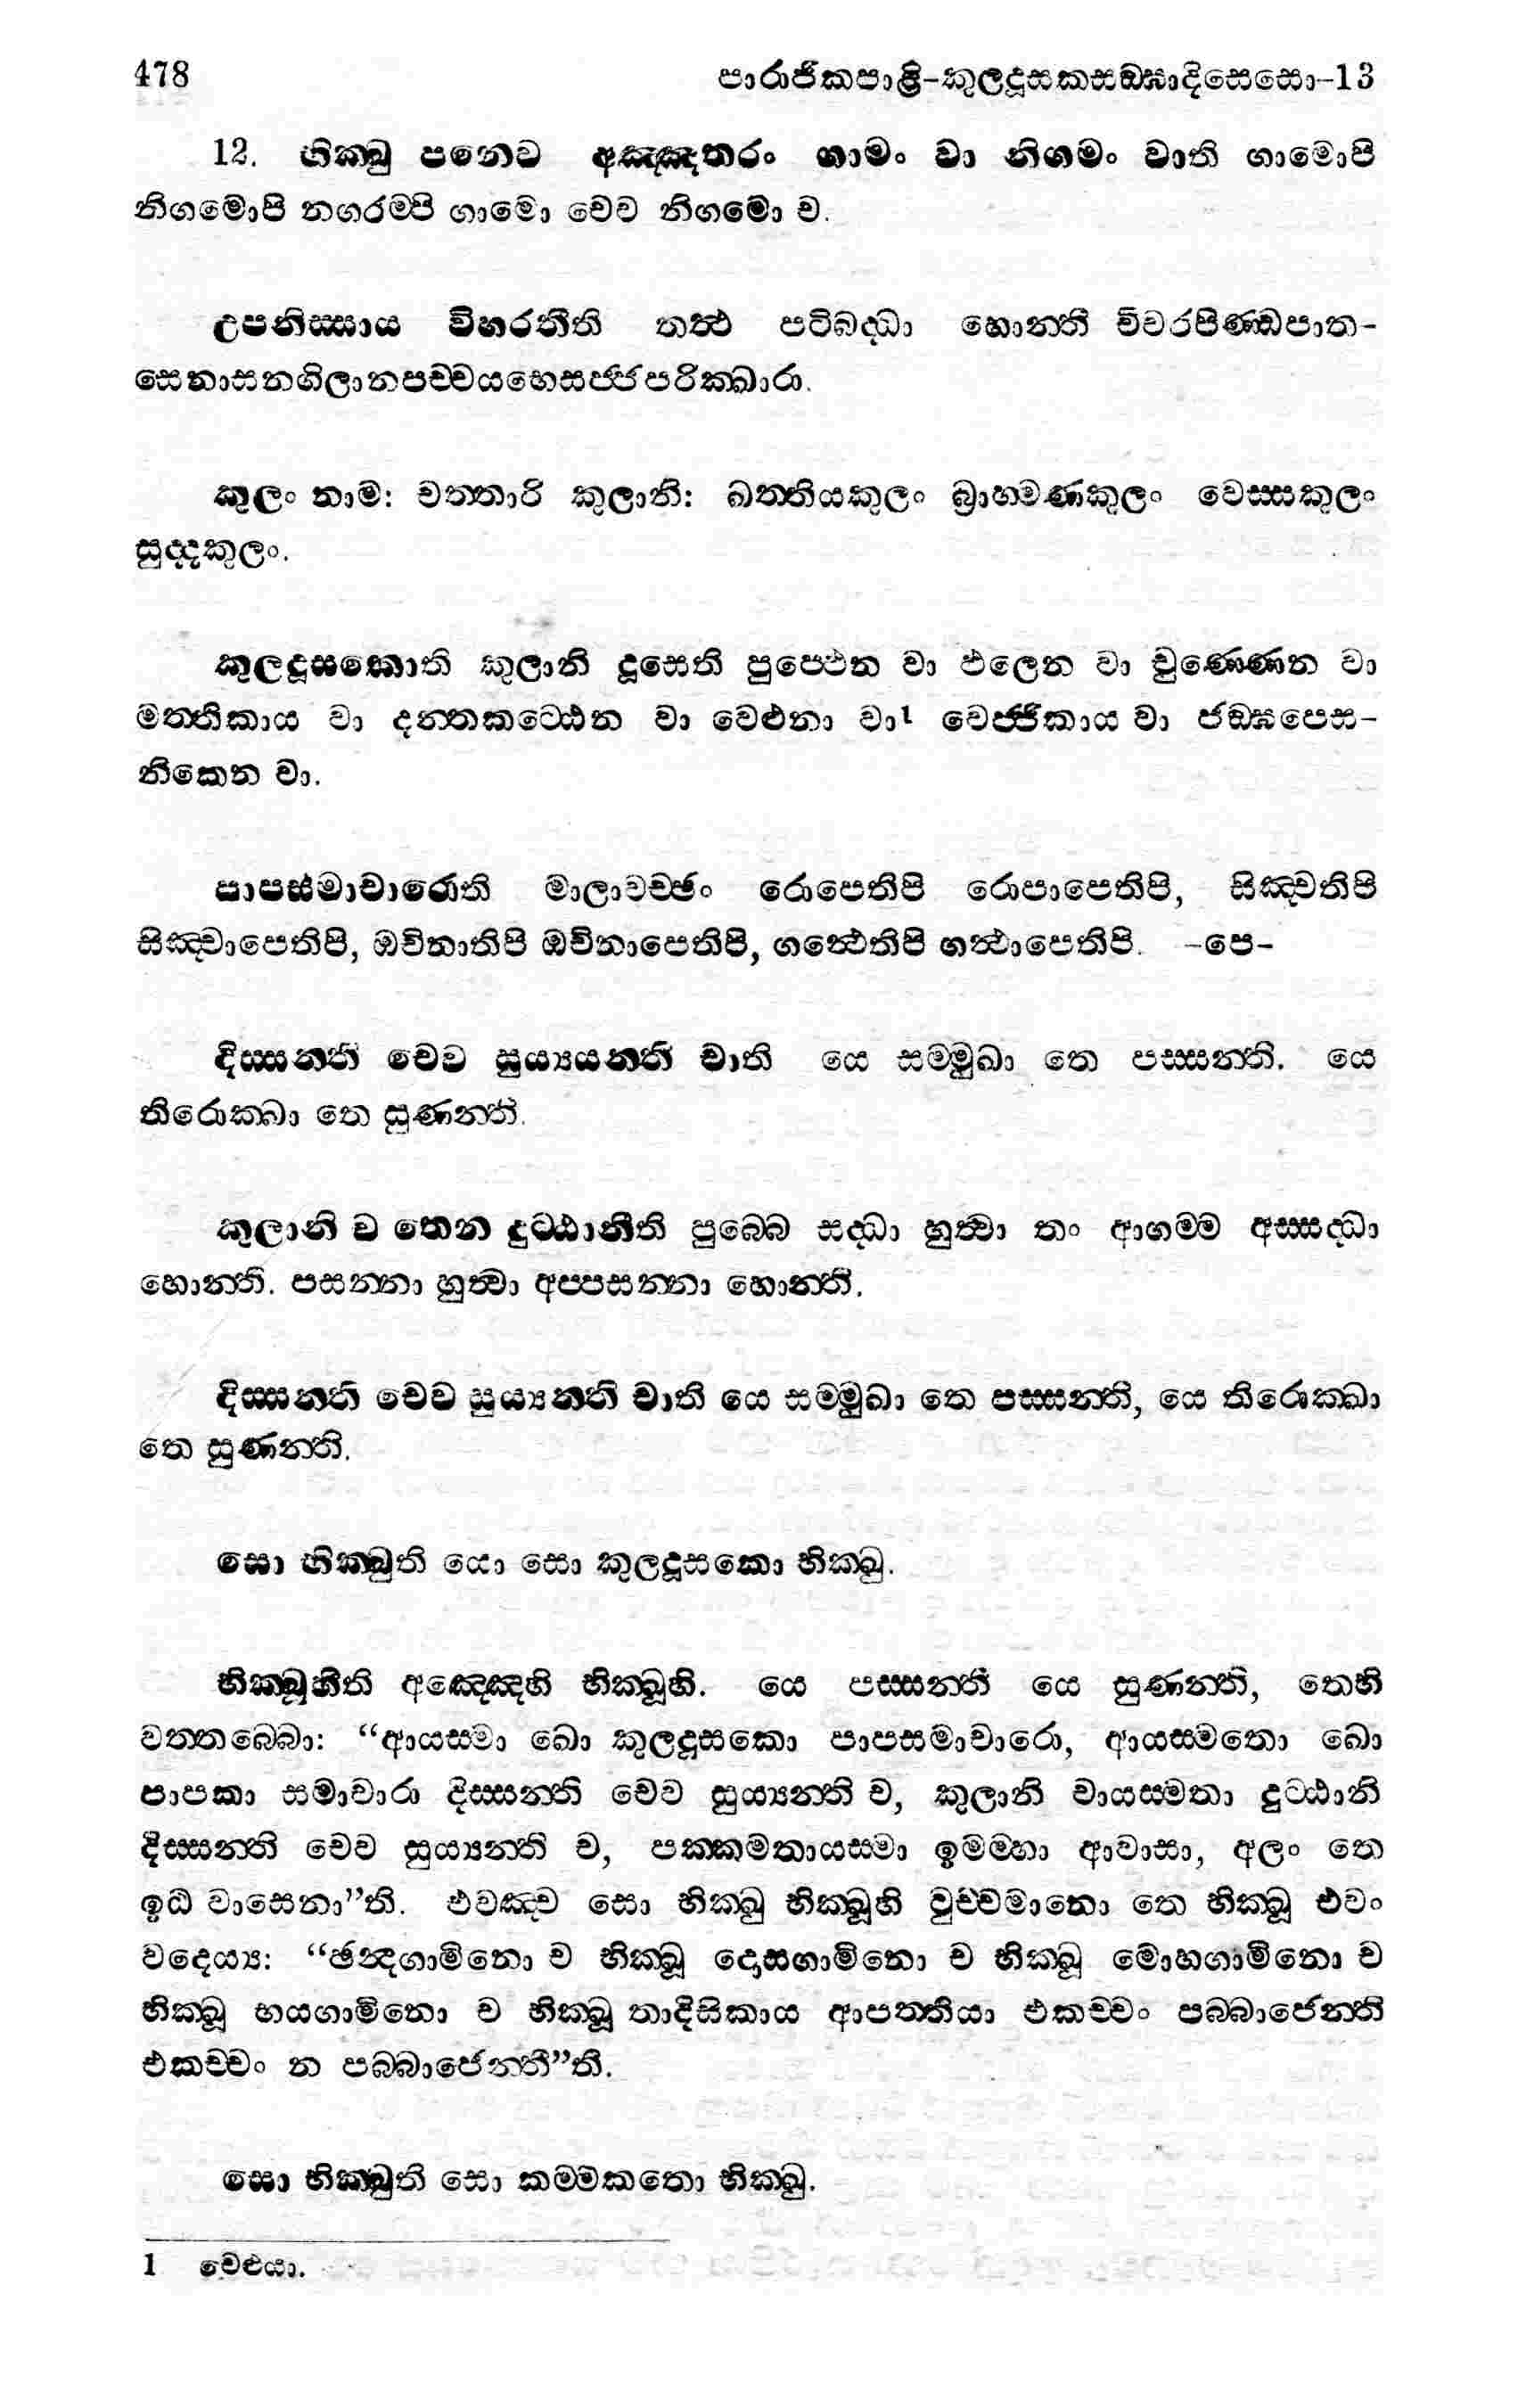 478 පාරාජිකපාළි-කුලදූසකසඞ්ඝාදිසෙසො-13
12. භික්ඛු පනෙව අඤ්ඤතරං ගාමං වා නිගමං වාති ගාමොපි
නිගමොපි නගරම්පි ගාමො චෙව නිගමො ච.
උපනිස්සාය විහරතීති තත්ථ පටිබද්ධා හොන්ති චීවරපිණ්ඩපාත-
සෙනාසනගිලානපච්චයභෙසජ්ජපරික්ඛාරා.
කුලං නාම: චත්තාරි කුලානි: ඛත්තියකුලං බ්‍රාහ්මණකුලං වෙස්සකුලං
සුද්දකුලං.
කුලදූසකොති කුලානි දූසෙති පුප්ඵෙන වා ඵලෙන වා චුණ්ණෙන වා
මත්තිකාය වා දන්තකට්ඨෙන වා වෙළුනා වා1 වෙජ්ජිකාය වා ජඞ්ඝපෙස-
නිකෙන වා.
පාපසමාචාරොති මාලාවච්ඡං රොපෙතිපි රොපාපෙතිපි, සිඤ්චතිපි
සිඤ්චාපෙතිපි, ඔචිනාතිපි ඔචිනාපෙතිපි, ගන්ථෙතිපි ගන්ථාපෙතිපි. -පෙ-
දිස්සන්ති චෙව සුය්‍යයන්ති චාති යෙ සම්මුඛා තෙ පස්සන්ති. යෙ
තිරොක්ඛා තෙ සුණන්ති.
කුලානි ච තෙන දුට්ඨානීති පුබ්බෙ සද්ධා හුත්වා තං ආගම්ම අස්සද්ධා
හොන්ති. පසන්නා හුත්වා අප්පසන්නා හොන්ති.
දිස්සන්ති චෙව සුය්‍යන්ති චාති යෙ සම්මුඛා තෙ පස්සන්ති, යෙ තිරොක්ඛා
තෙ සුණන්ති.
සො භික්ඛුති යො සො කුලදූසකො භික්ඛු.
භික්ඛූහීති අඤ්ඤෙහි භික්ඛූහි. යෙ පස්සන්ති යෙ සුණන්ති, තෙහි
වත්තබ්බො: “ආයස්මා ඛො කුලදූසකො පාපසමාචාරො, ආයස්මතො ඛො
පාපකා සමාචාරා දිස්සන්ති චෙව සුය්‍යන්ති ච, කුලානි චායස්මතා දුට්ඨානි
දිස්සන්ති චෙව සුය්‍යන්ති ච, පක්කමතායස්මා ඉමම්හා ආවාසා, අලං තෙ
ඉධ වාසෙනා”ති. එවඤ්ච සො භික්ඛු භික්ඛූහි වුච්චමානො තෙ භික්ඛූ එවං
වදෙය්‍ය: “ඡන්දගාමිනො ච භික්ඛූ දොසගාමිනො ච භික්ඛූ මොහගාමිනො ච
භික්ඛූ භයගාමිනො ච භික්ඛූ තාදිසිකාය ආපත්තියා එකච්චං පබ්බාජෙන්ති
එකච්චං න පබ්බාජෙන්තී”ති.
සො භික්ඛුති සො කම්මකතො භික්ඛු.
1 වෙළුයා.